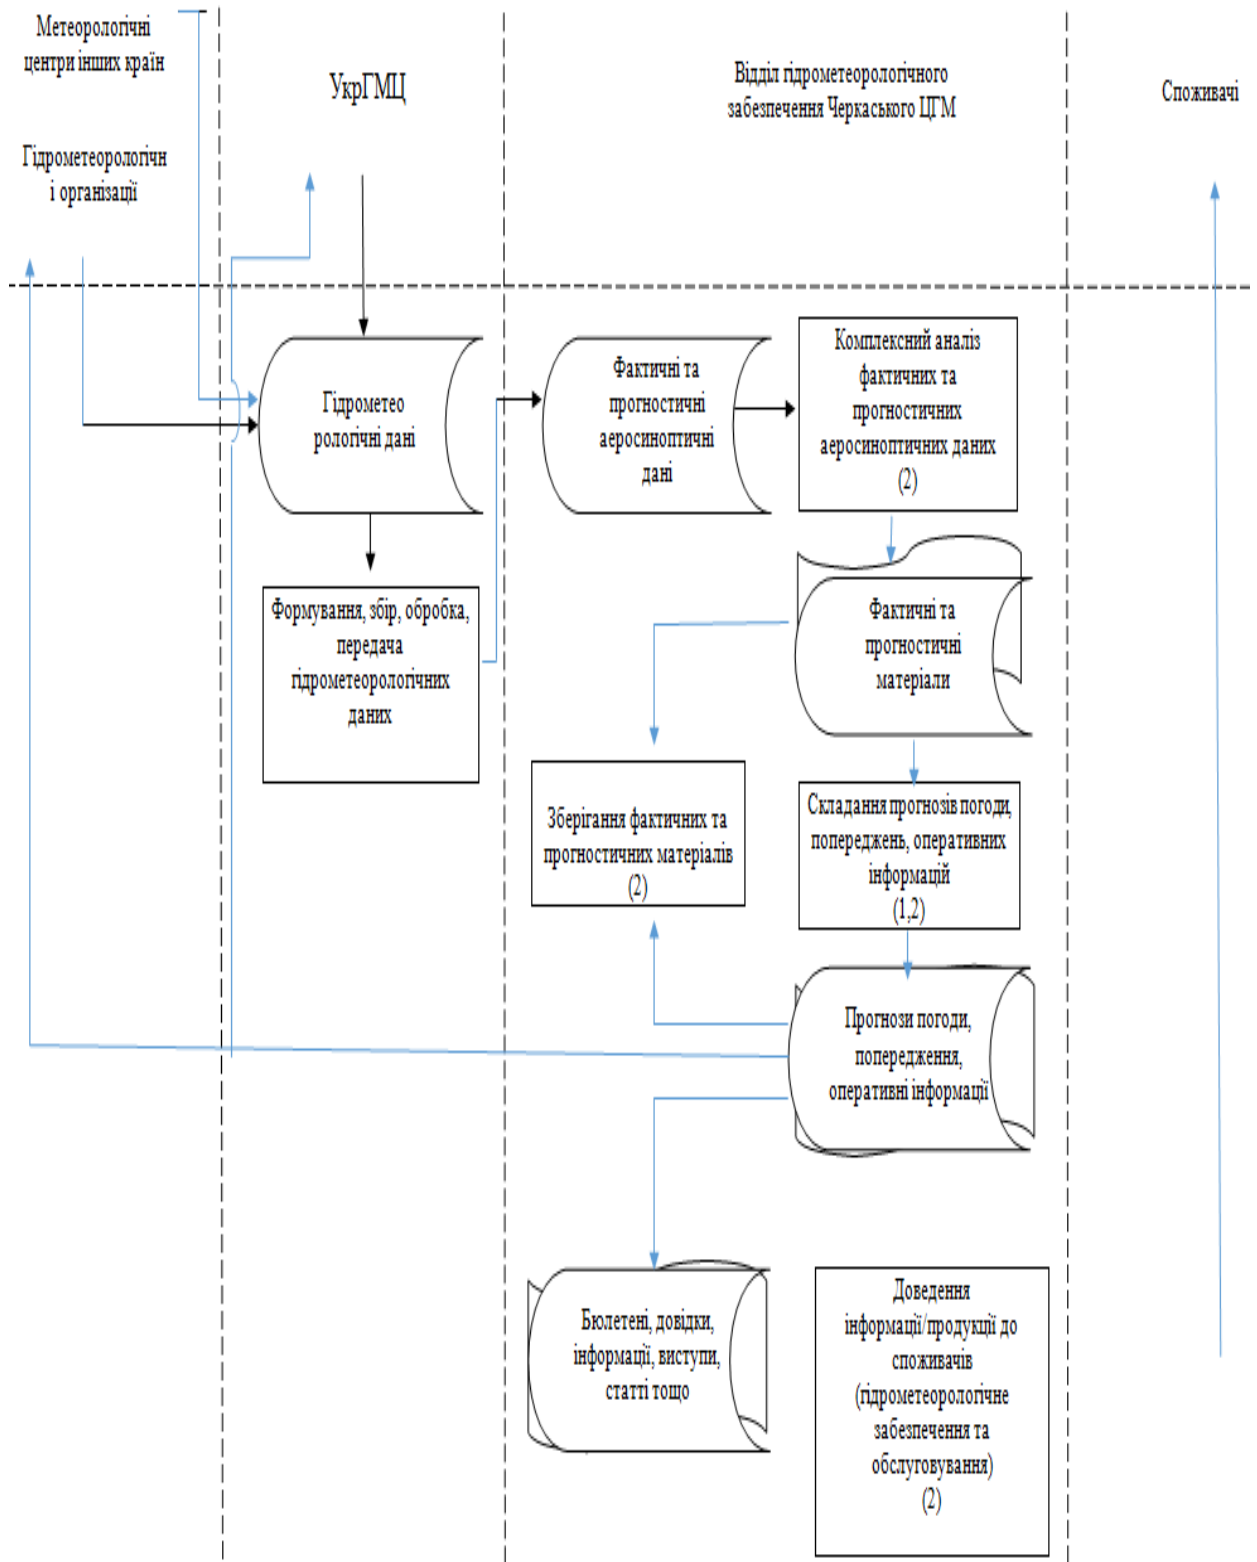 Метеорологічні
центри інших країн
Гідрометеорологічн
і організації
УкрГМЦ
Відділ гідрометеорологічного
забезпечення Черкаського ЦГМ
Споживачі
Гідрометео
рологічні дані
Фактичні та
прогностичні
аеросиноптичні
дані
Комплексний аналіз
фактичних та
прогностичних
аеросиноптичних даних
(2)
Формування, збір, обробка,
передача
гідрометеорологічних
даних
Фактичні та
прогностичні
матеріали
Зберігання фактичних та
прогностичних матеріалів
(2)
Складання прогнозів погоди,
попереджень, оперативних
інформацій
(1,2)
Прогнози погоди,
попередження,
оперативні інформації
Бюлетені, довідки,
інформації, виступи,
статті тощо
Доведення
інформації/продукції до
споживачів
(гідрометеорологічне
забезпечення та
обслуговування)
(2)